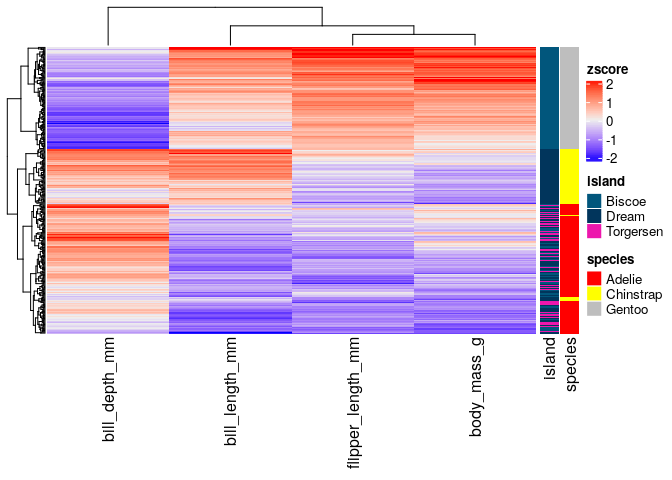 zscore
2
1
0
-1
-2
Island
Biscoe
Dream
Torgersen
species
Adelie
Chinstrap
Gentoo
bill_depth_mm
bill_length_mm
flipper_length_mm
body_mass_g
Island
species